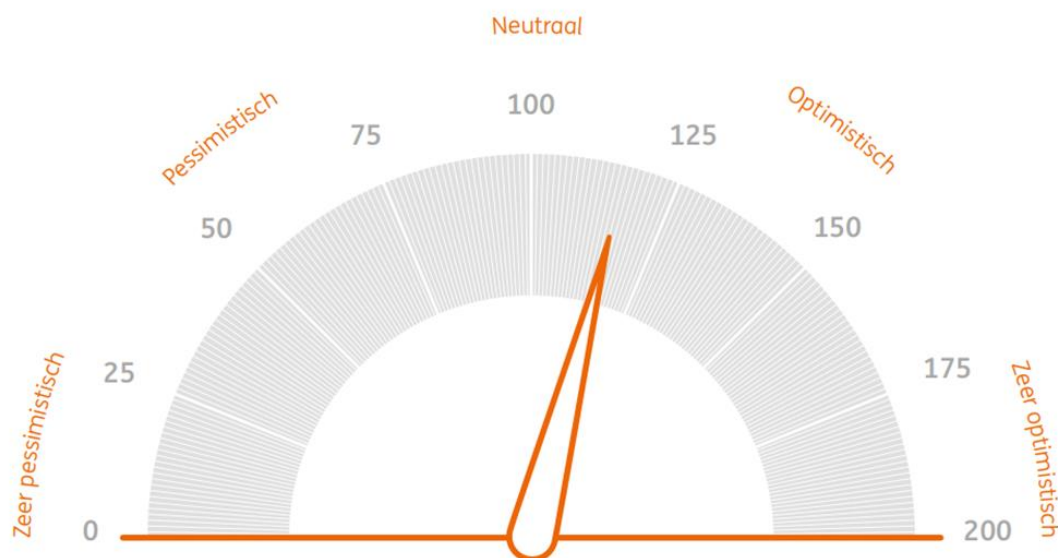 Neutraal
Pessimistisch
Optimistisch
Zeer pessimistisch
Zeer optimistisch
0
25
50
75
100
125
150
175
200